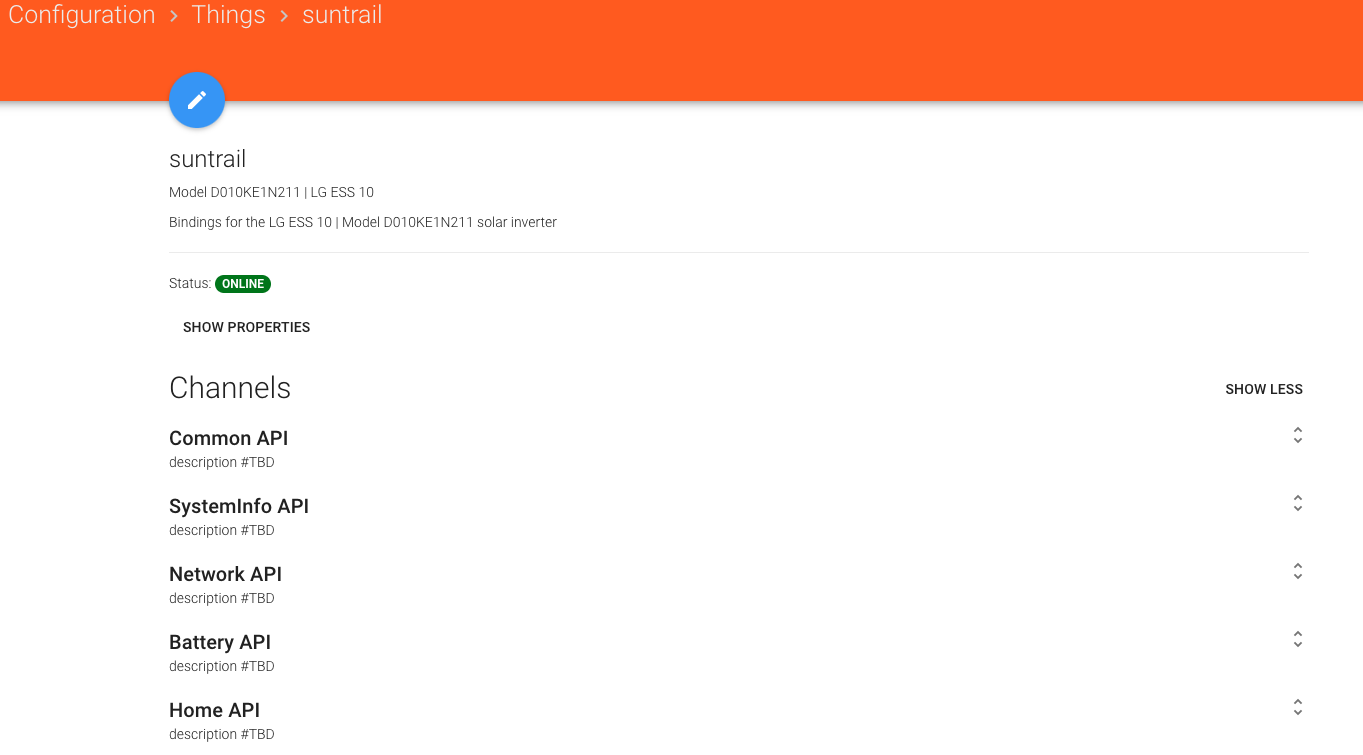 Configuration > Things > suntrail
suntrail
Model D010KE1N211 | LG ESS 10
Bindings for the LG ESS 10 | Model D010KE1N211 solar inverter
Status: ONLINE
SHOW PROPERTIES
Channels
SHOW LESS
Common API
description #TBD
SystemInfo API
description #TBD
Network API
description #TBD
Battery API
description #TBD
Home API
description #TBD